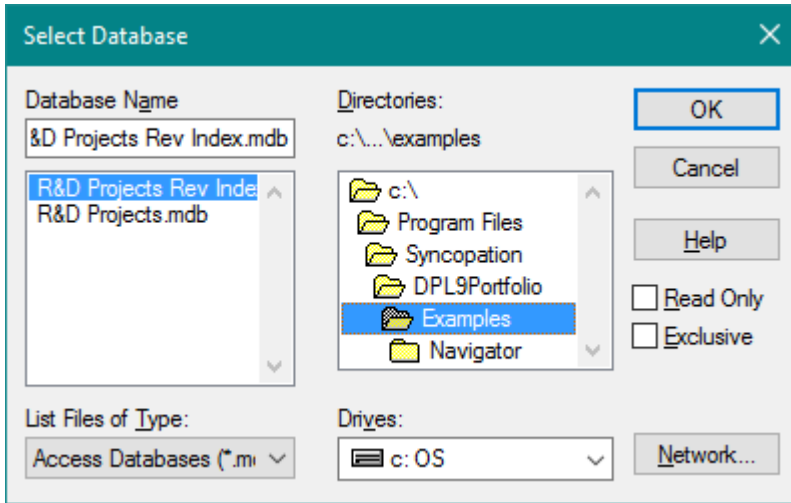 Select Database
Database Name
&D Projects Rev Index.mdb
R&D Projects Rev Inde
R&D Projects.mdb
List Files of Type:
Access Databases (*.m
Directories:
c:\...\examples
c:\
Program Files
Syncopation
DPL9Portfolio
Examples
Navigator
Drives:
c: OS
OK
Cancel
Help
Read Only
Exclusive
Network...